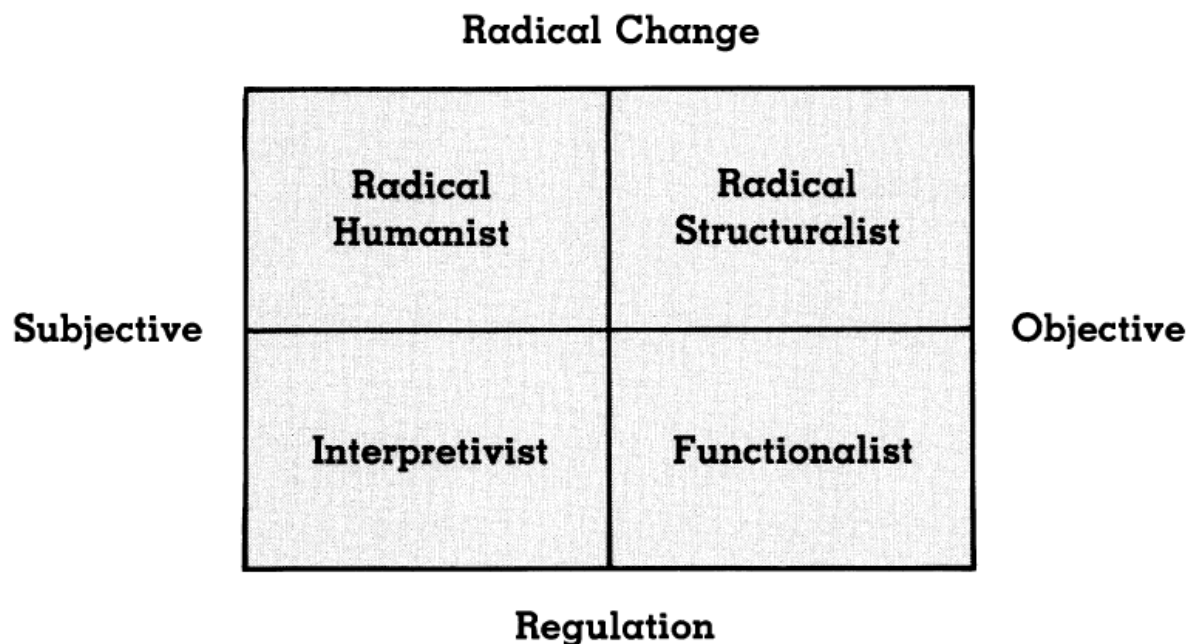 Radical Change
Radical
Humanist
Radical
Structuralist
Subjective
Objective
Interpretivist
Functionalist
Regulation